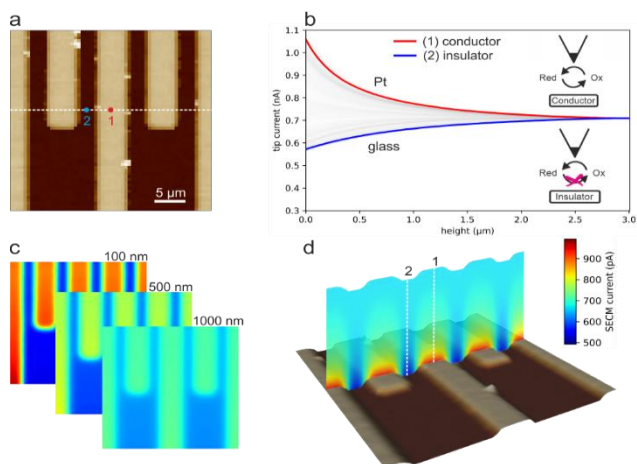 a
2
1
5 µm
b
1.1
1.0
0.9
0.8
0.7
0.6
0.5
0.4
0.3
tip current (nA)
0.0 0.5 1.0 1.5 2.0 2.5 3.0
height (µm)
(1) conductor
(2) insulator
Pt
glass
Red Ox
Conductor
Red Ox
Insulator
c
100 nm
500 nm
1000 nm
d
2 1
900
800
700
600
500
SECM current (pA)